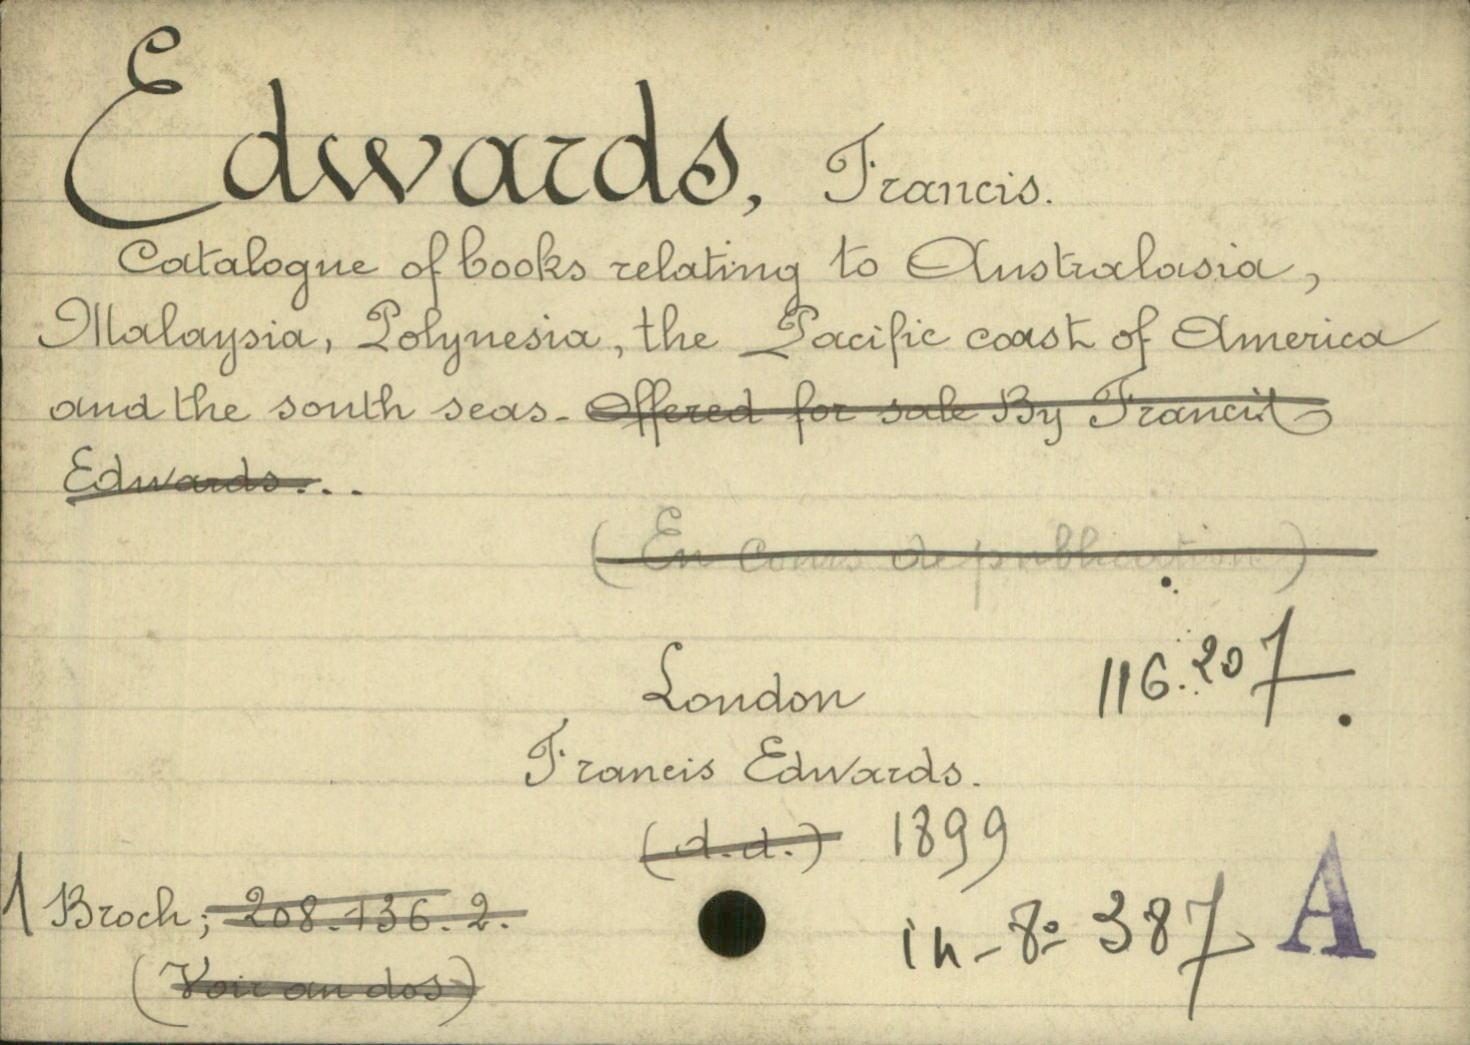 Edwards, Francis.
Catalogue of books relating to Australasia,
Malaysia, Polynesia, the Pacific coast of America
and the south seas - Offered for sale By Francis
Edwards...
(En cours de publication)
London
116.207
Francis Edwards.
(d.d.) 1899
1 Broch; 208.136.2.
in-8º 387 A
(Voir au dos)